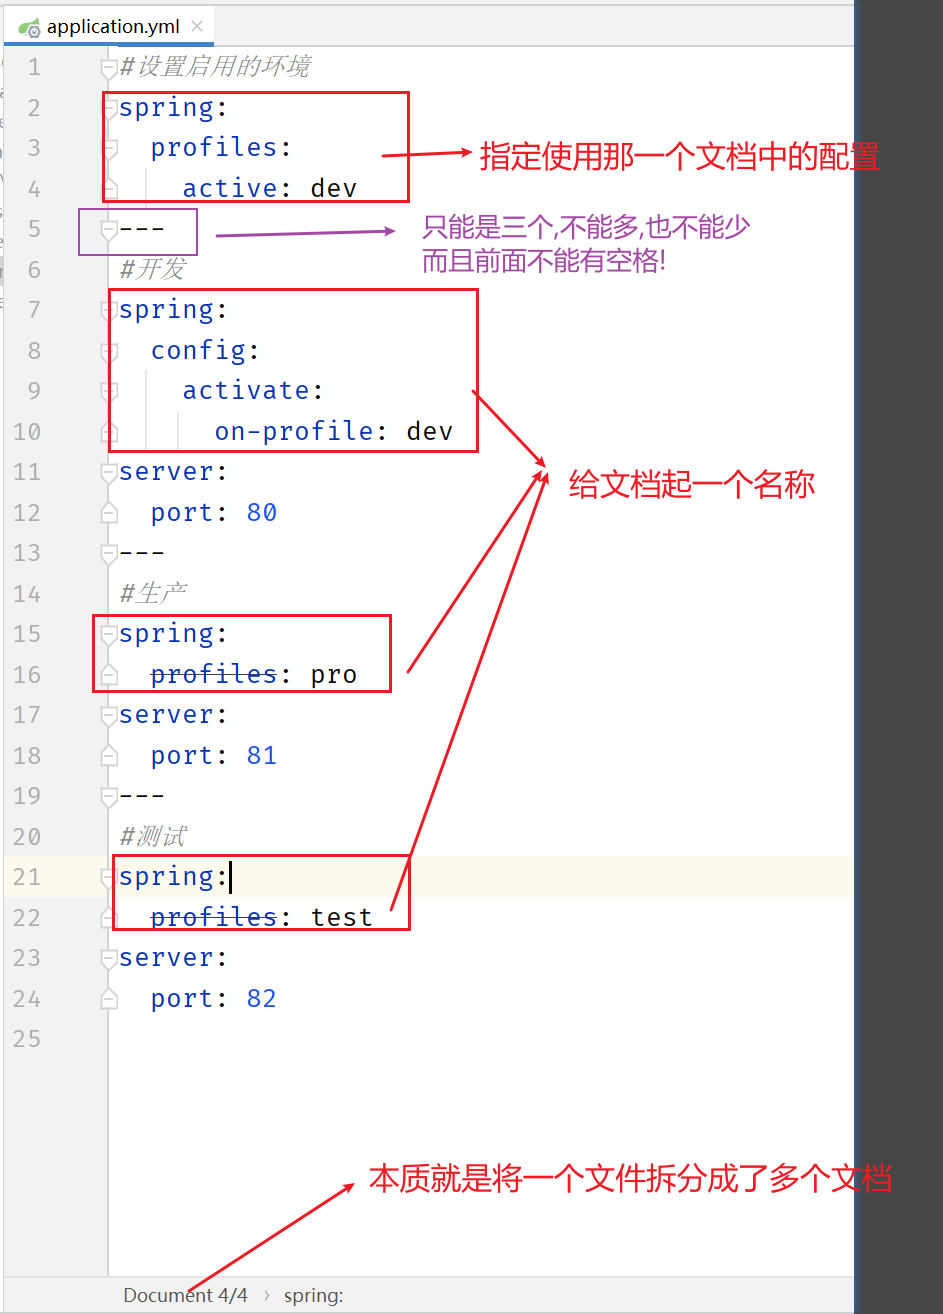 application.yml
1 #设置启用的环境
2 spring:
3 profiles:
指定使用那一个文档中的配置
4 active: dev
5 ---
只能是三个,不能多,也不能少
而且前面不能有空格!
6 #开发
7 spring:
8 config:
9 activate:
10 on-profile: dev
11 server:
给文档起一个名称
12 port: 80
13 ---
14 #生产
15 spring:
16 profiles: pro
17 server:
18 port: 81
19 ---
20 #测试
21 spring:
22 profiles: test
23 server:
24 port: 82
25
本质就是将一个文件拆分成了多个文档
Document 4/4 › spring: